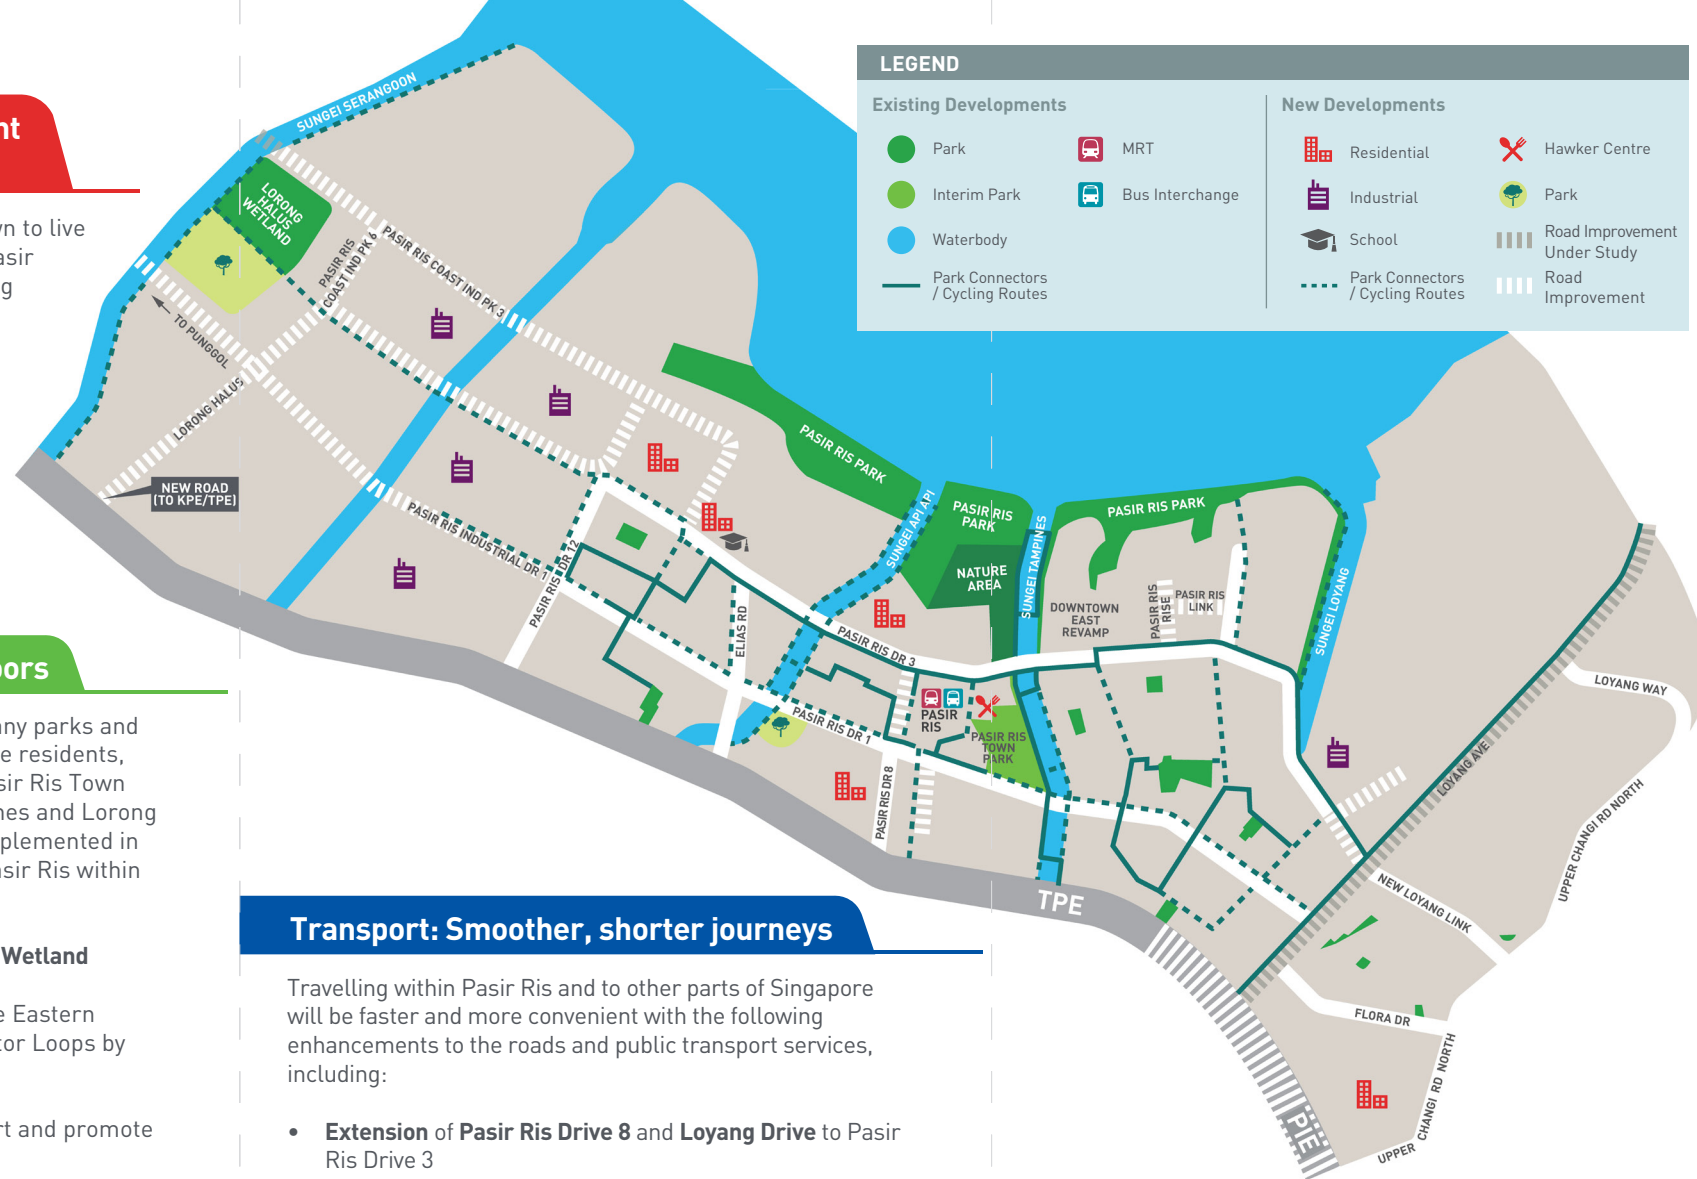 nt
wn to live
asir
g
oors
any parks and
e residents,
sir Ris Town
nes and Lorong
plemented in
asir Ris within
Wetland
e Eastern
tor Loops by
rt and promote
LEGEND
Existing Developments
Park
Interim Park
Waterbody
Park Connectors
/ Cycling Routes
MRT
Bus Interchange
New Developments
Residential
Industrial
School
Park Connectors
/ Cycling Routes
Hawker Centre
Park
Road Improvement
Under Study
Road
Improvement
SUNGEI SERANGOON
LORONG
HALUS
WETLAND
PASIR RIS
COAST IND PK 6
PASIR RIS COAST IND PK 3
TO PUNGGOL
LORONG HALUS
NEW ROAD
(TO KPE/TPE)
PASIR RIS INDUSTRIAL DR 1
PASIR RIS DR 12
ELIAS RD
PASIR RIS PARK
SUNGEI API API
PASIR RIS
PARK
NATURE
AREA
SUNGEI TAMPINES
PASIR RIS PARK
DOWNTOWN
EAST
REVAMP
PASIR RIS
RISE
PASIR RIS
LINK
SUNGEI LOYANG
PASIR RIS DR 3
PASIR
RIS
PASIR RIS
TOWN
PARK
PASIR RIS DR 1
PASIR RIS DR 8
LOYANG WAY
LOYANG AVE
UPPER CHANGI RD NORTH
NEW LOYANG LINK
FLORA DR
UPPER CHANGI RD NORTH
TPE
PIE
Transport: Smoother, shorter journeys
Travelling within Pasir Ris and to other parts of Singapore
will be faster and more convenient with the following
enhancements to the roads and public transport services,
including:
• Extension of Pasir Ris Drive 8 and Loyang Drive to Pasir
Ris Drive 3